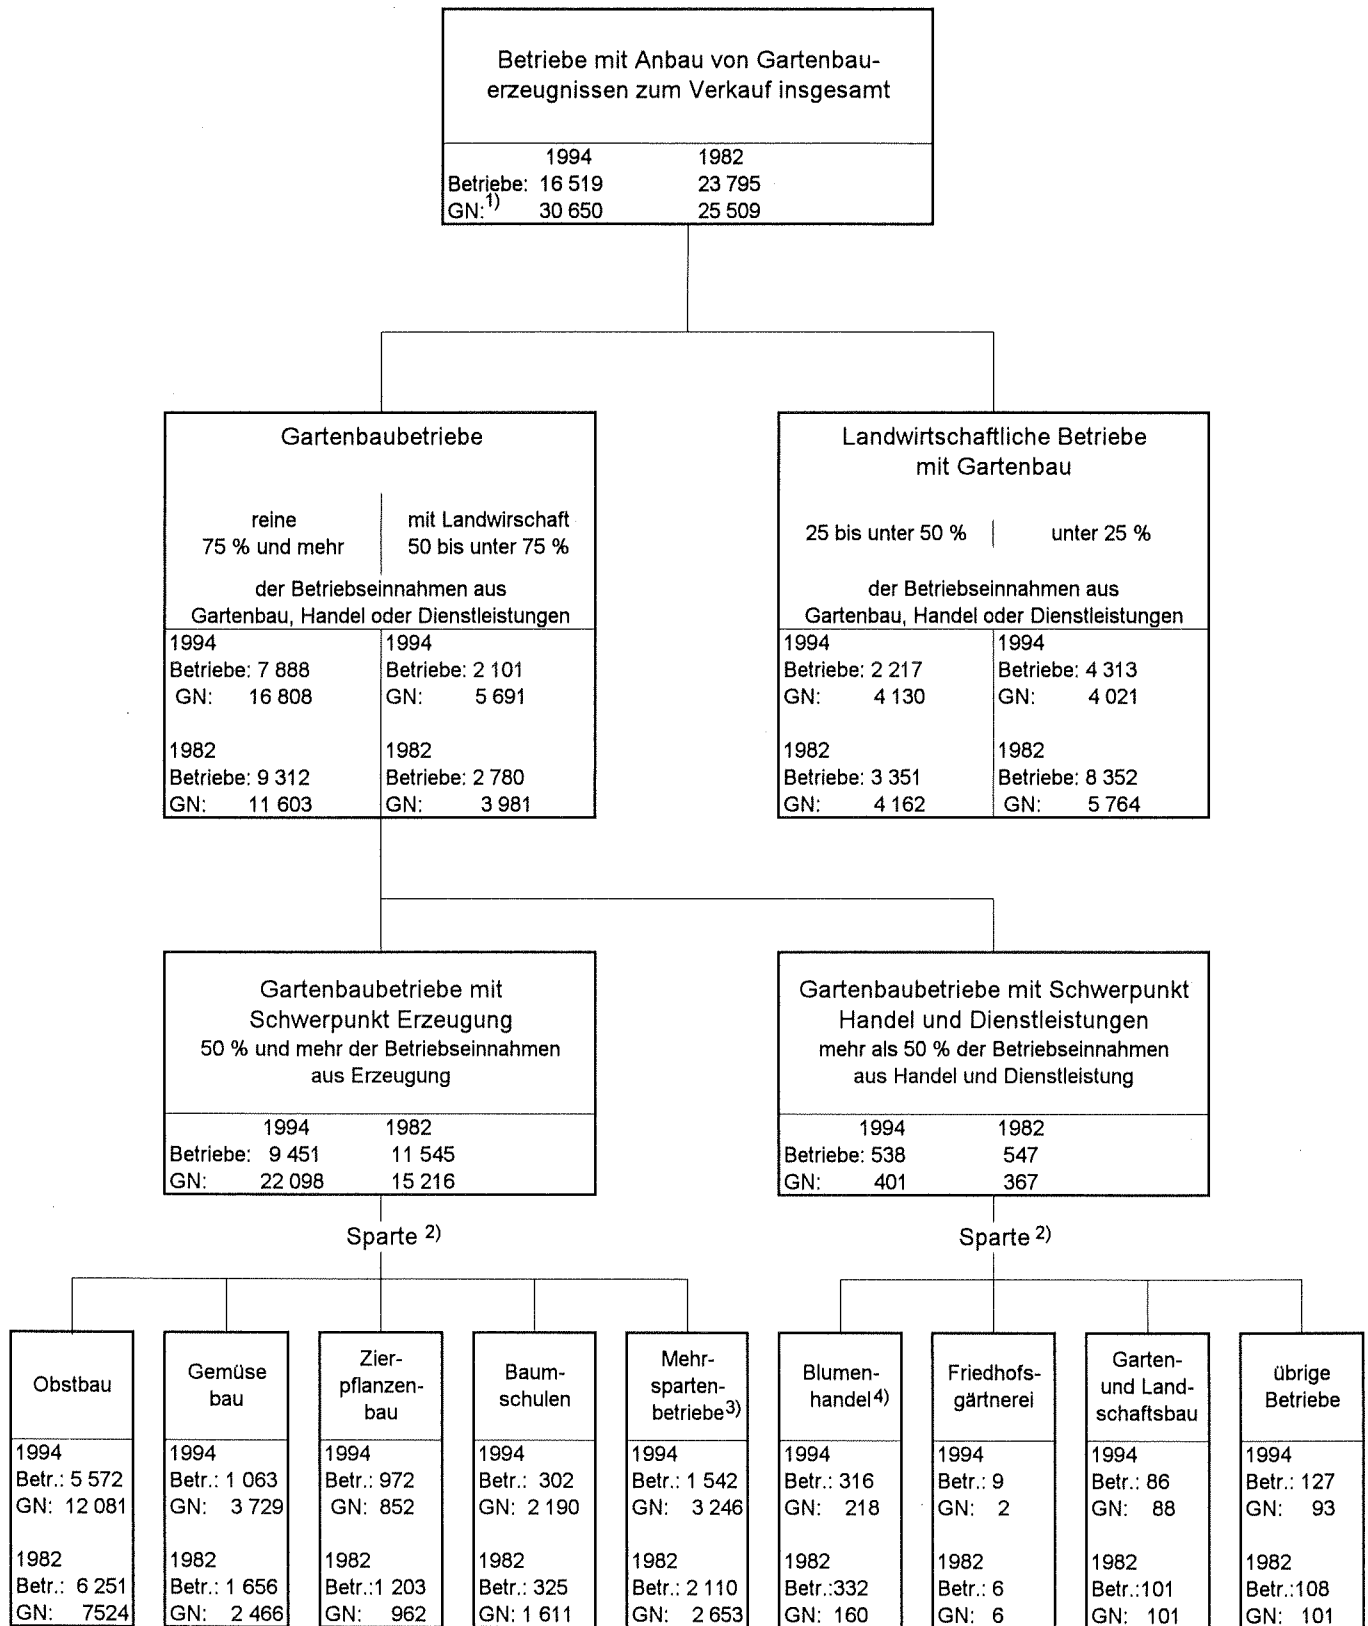 Betriebe mit Anbau von Gartenbau-
erzeugnissen zum Verkauf insgesamt
1994 1982
Betriebe: 16 519 23 795
GN:1) 30 650 25 509
Gartenbaubetriebe
reine mit Landwirschaft
75 % und mehr 50 bis unter 75 %
der Betriebseinnahmen aus
Gartenbau, Handel oder Dienstleistungen
1994 1994
Betriebe: 7 888 Betriebe: 2 101
GN: 16 808 GN: 5 691
1982 1982
Betriebe: 9 312 Betriebe: 2 780
GN: 11 603 GN: 3 981
Landwirtschaftliche Betriebe
mit Gartenbau
25 bis unter 50 % unter 25 %
der Betriebseinnahmen aus
Gartenbau, Handel oder Dienstleistungen
1994 1994
Betriebe: 2 217 Betriebe: 4 313
GN: 4 130 GN: 4 021
1982 1982
Betriebe: 3 351 Betriebe: 8 352
GN: 4 162 GN: 5 764
Gartenbaubetriebe mit
Schwerpunkt Erzeugung
50 % und mehr der Betriebseinnahmen
aus Erzeugung
1994 1982
Betriebe: 9 451 11 545
GN: 22 098 15 216
Gartenbaubetriebe mit Schwerpunkt
Handel und Dienstleistungen
mehr als 50 % der Betriebseinnahmen
aus Handel und Dienstleistung
1994 1982
Betriebe: 538 547
GN: 401 367
Sparte 2)
Sparte 2)
Obstbau
1994
Betr.: 5 572
GN: 12 081
1982
Betr.: 6 251
GN: 7524
Gemüse
bau
1994
Betr.: 1 063
GN: 3 729
1982
Betr.: 1 656
GN: 2 466
Zier-
pflanzen-
bau
1994
Betr.: 972
GN: 852
1982
Betr.:1 203
GN: 962
Baum-
schulen
1994
Betr.: 302
GN: 2 190
1982
Betr.: 325
GN: 1 611
Mehr-
sparten-
betriebe3)
1994
Betr.: 1 542
GN: 3 246
1982
Betr.: 2 110
GN: 2 653
Blumen-
handel4)
1994
Betr.: 316
GN: 218
1982
Betr.:332
GN: 160
Friedhofs-
gärtnerei
1994
Betr.: 9
GN: 2
1982
Betr.: 6
GN: 6
Garten-
und Land-
schaftsbau
1994
Betr.: 86
GN: 88
1982
Betr.:101
GN: 101
übrige
Betriebe
1994
Betr.: 127
GN: 93
1982
Betr.:108
GN: 101